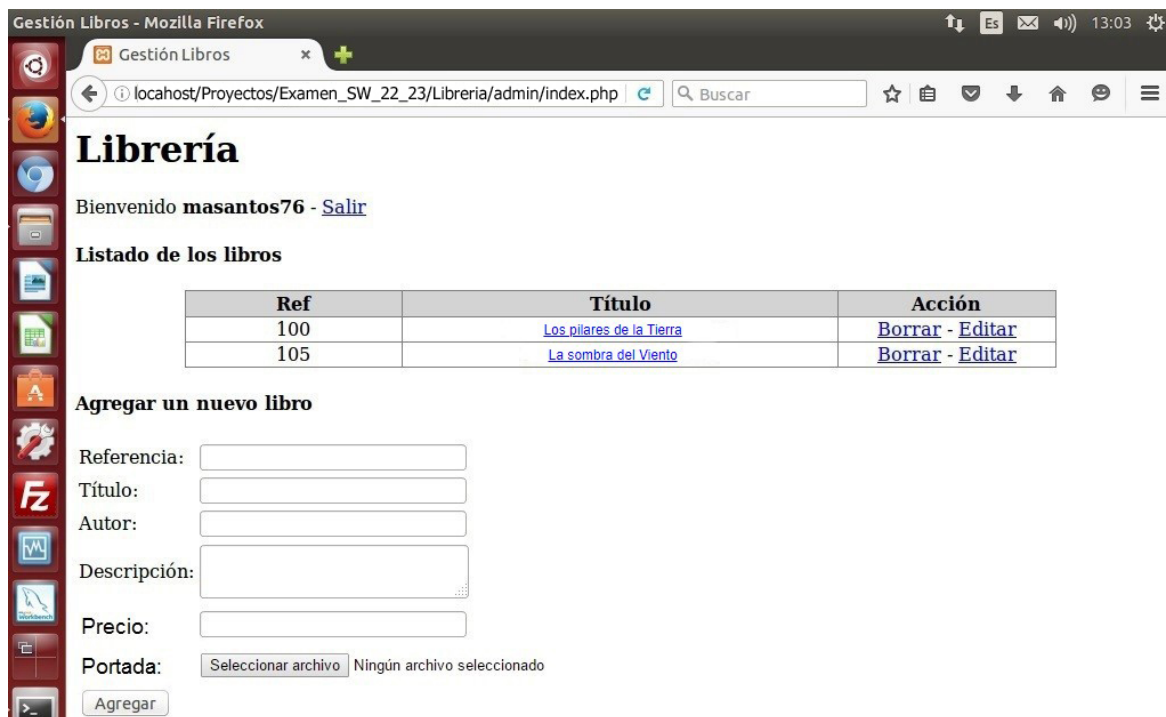 Gestión Libros - Mozilla Firefox Es 13:03
Gestión Libros
locahost/Proyectos/Examen_SW_22_23/Libreria/admin/index.php Buscar
Librería
Bienvenido masantos76 - Salir
Listado de los libros
Ref Título Acción
100 Los pilares de la Tierra Borrar - Editar
105 La sombra del Viento Borrar - Editar
Agregar un nuevo libro
Referencia:
Título:
Autor:
Descripción:
Precio:
Portada: Seleccionar archivo Ningún archivo seleccionado
Agregar